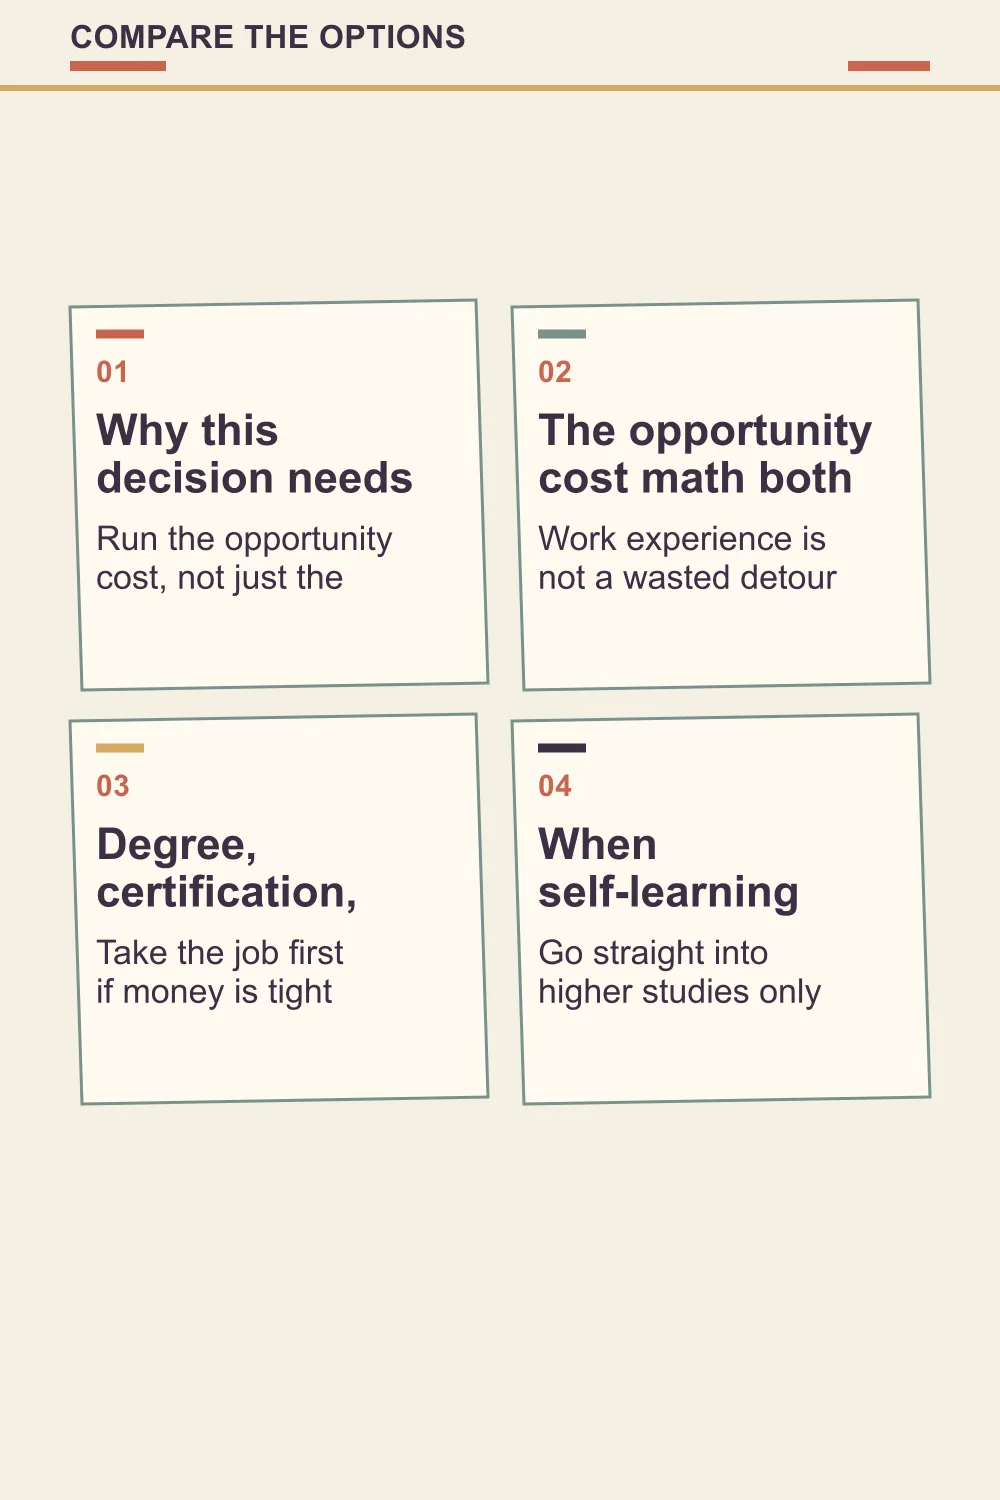 COMPARE THE OPTIONS
01
Why this
decision needs
Run the opportunity
cost, not just the
02
The opportunity
cost math both
Work experience is
not a wasted detour
03
Degree,
certification,
Take the job first
if money is tight
04
When
self-learning
Go straight into
higher studies only